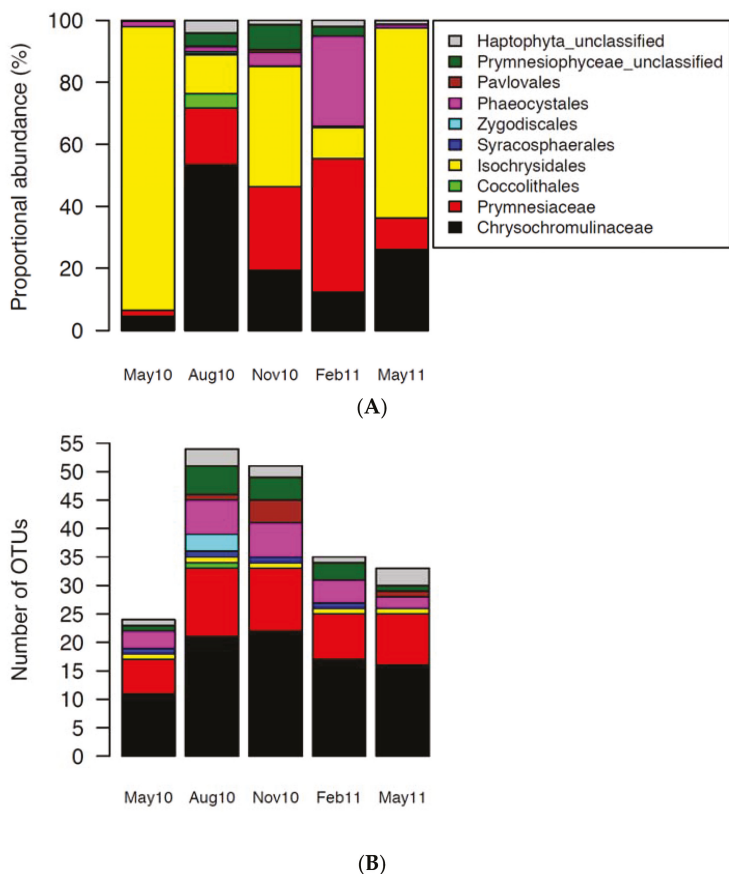 Proportional abundance (%)
100
80
60
40
20
0
May10 Aug10 Nov10 Feb11 May11
Haptophyta_unclassified
Prymnesiophyceae_unclassified
Pavlovales
Phaeocystales
Zygodiscales
Syracosphaerales
Isochrysidales
Coccolithales
Prymnesiaceae
Chrysochromulinaceae
(A)
Number of OTUs
55
50
45
40
35
30
25
20
15
10
5
0
May10 Aug10 Nov10 Feb11 May11
(B)